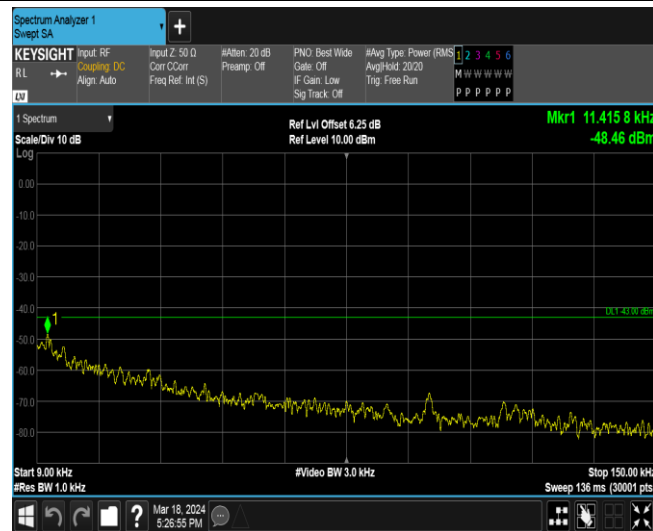 Spectrum Analyzer 1
Swept SA
+
KEYSIGHT Input: RF Input Z: 50 Ω #Atten: 20 dB PNO: Best Wide #Avg Type: Power (RMS 1 2 3 4 5 6
RL Coupling: DC Corr CCorr Preamp: Off Gate: Off Avg|Hold: 20/20 M W W W W W
Align: Auto Freq Ref: Int (S) IF Gain: Low Trig: Free Run
Sig Track: Off P P P P P P
LXI
1 Spectrum Ref Lvl Offset 6.25 dB Mkr1 11.415 8 kHz
Scale/Div 10 dB Ref Level 10.00 dBm -48.46 dBm
Log
0.00
-10.0
-20.0
-30.0
-40.0 DL1 -43.00 dBm
1
-50.0
-60.0
-70.0
-80.0
Start 9.00 kHz #Video BW 3.0 kHz Stop 150.00 kHz
#Res BW 1.0 kHz Sweep 136 ms (30001 pts
? Mar 18, 2024
5:26:55 PM